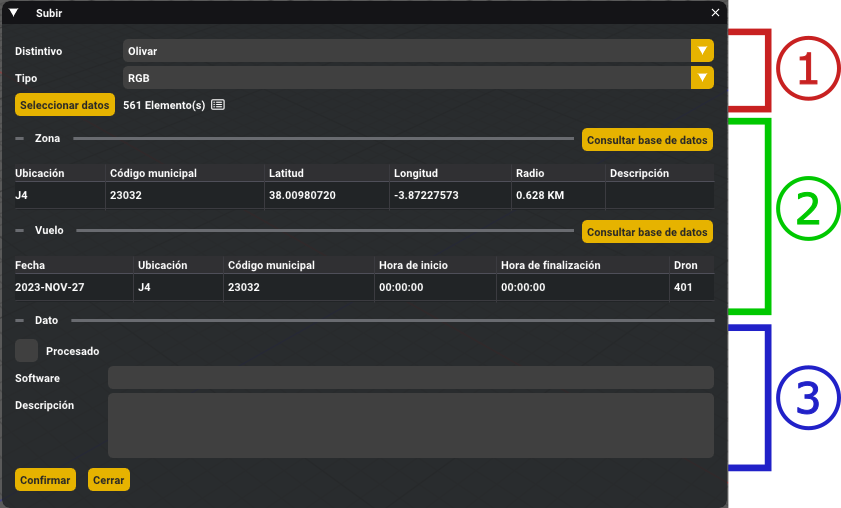 Subir
Distintivo Olivar
Tipo RGB
Seleccionar datos 561 Elemento(s)
Zona Consultar base de datos
Ubicación Código municipal Latitud Longitud Radio Descripción
J4 23032 38.00980720 -3.87227573 0.628 KM
Vuelo Consultar base de datos
Fecha Ubicación Código municipal Hora de inicio Hora de finalización Dron
2023-NOV-27 J4 23032 00:00:00 00:00:00 401
Dato
Procesado
Software
Descripción
Confirmar Cerrar
1
2
3